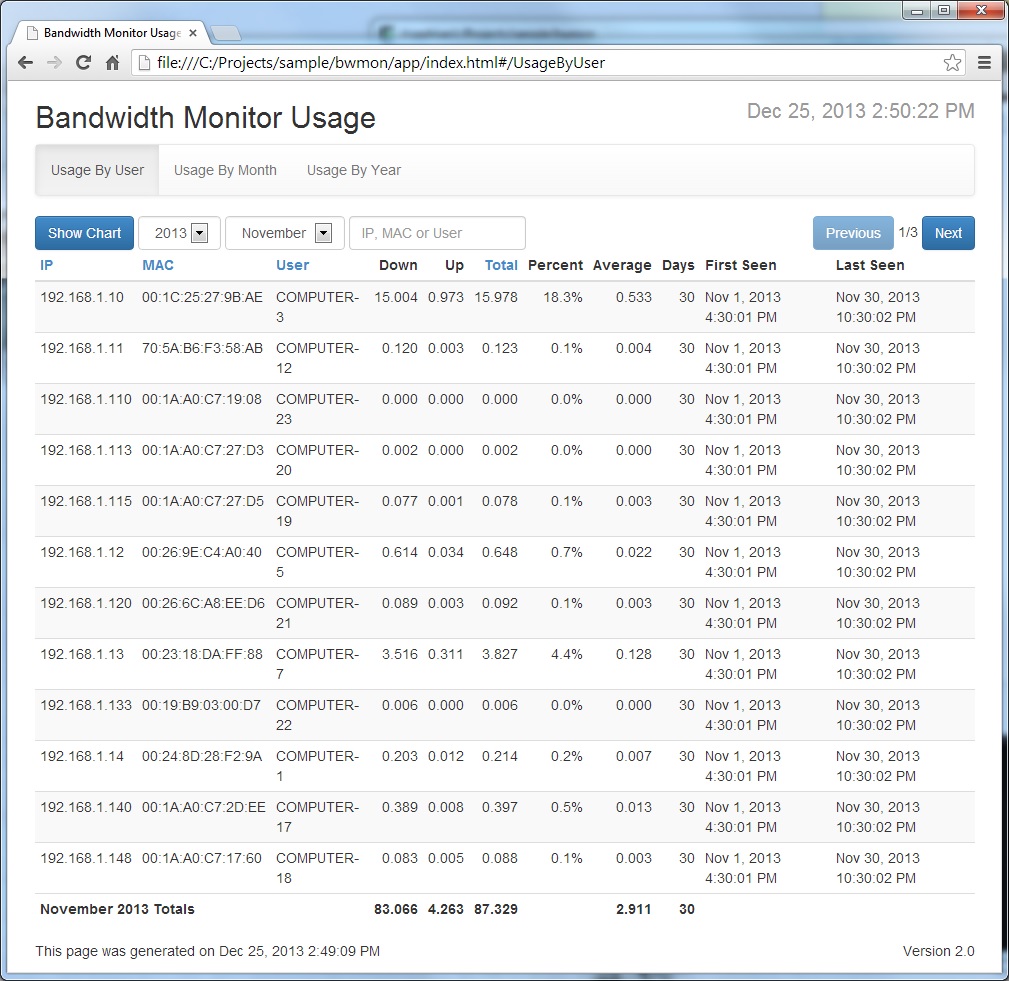 Bandwidth Monitor Usage
file:///C:/Projects/sample/bwmon/app/index.html#/UsageByUser
Bandwidth Monitor Usage
Dec 25, 2013 2:50:22 PM
Usage By User Usage By Month Usage By Year
Show Chart 2013 November IP, MAC or User Previous 1/3 Next
IP MAC User Down Up Total Percent Average Days First Seen Last Seen
192.168.1.10 00:1C:25:27:9B:AE COMPUTER- 15.004 0.973 15.978 18.3% 0.533 30 Nov 1, 2013 Nov 30, 2013
3 4:30:01 PM 10:30:02 PM
192.168.1.11 70:5A:B6:F3:58:AB COMPUTER- 0.120 0.003 0.123 0.1% 0.004 30 Nov 1, 2013 Nov 30, 2013
12 4:30:01 PM 10:30:02 PM
192.168.1.110 00:1A:A0:C7:19:08 COMPUTER- 0.000 0.000 0.000 0.0% 0.000 30 Nov 1, 2013 Nov 30, 2013
23 4:30:01 PM 10:30:02 PM
192.168.1.113 00:1A:A0:C7:27:D3 COMPUTER- 0.002 0.000 0.002 0.0% 0.000 30 Nov 1, 2013 Nov 30, 2013
20 4:30:01 PM 10:30:02 PM
192.168.1.115 00:1A:A0:C7:27:D5 COMPUTER- 0.077 0.001 0.078 0.1% 0.003 30 Nov 1, 2013 Nov 30, 2013
19 4:30:01 PM 10:30:02 PM
192.168.1.12 00:26:9E:C4:A0:40 COMPUTER- 0.614 0.034 0.648 0.7% 0.022 30 Nov 1, 2013 Nov 30, 2013
5 4:30:01 PM 10:30:02 PM
192.168.1.120 00:26:6C:A8:EE:D6 COMPUTER- 0.089 0.003 0.092 0.1% 0.003 30 Nov 1, 2013 Nov 30, 2013
21 4:30:01 PM 10:30:02 PM
192.168.1.13 00:23:18:DA:FF:88 COMPUTER- 3.516 0.311 3.827 4.4% 0.128 30 Nov 1, 2013 Nov 30, 2013
7 4:30:01 PM 10:30:02 PM
192.168.1.133 00:19:B9:03:00:D7 COMPUTER- 0.006 0.000 0.006 0.0% 0.000 30 Nov 1, 2013 Nov 30, 2013
22 4:30:01 PM 10:30:02 PM
192.168.1.14 00:24:8D:28:F2:9A COMPUTER- 0.203 0.012 0.214 0.2% 0.007 30 Nov 1, 2013 Nov 30, 2013
1 4:30:01 PM 10:30:02 PM
192.168.1.140 00:1A:A0:C7:2D:EE COMPUTER- 0.389 0.008 0.397 0.5% 0.013 30 Nov 1, 2013 Nov 30, 2013
17 4:30:01 PM 10:30:02 PM
192.168.1.148 00:1A:A0:C7:17:60 COMPUTER- 0.083 0.005 0.088 0.1% 0.003 30 Nov 1, 2013 Nov 30, 2013
18 4:30:01 PM 10:30:02 PM
November 2013 Totals 83.066 4.263 87.329 2.911 30
This page was generated on Dec 25, 2013 2:49:09 PM Version 2.0